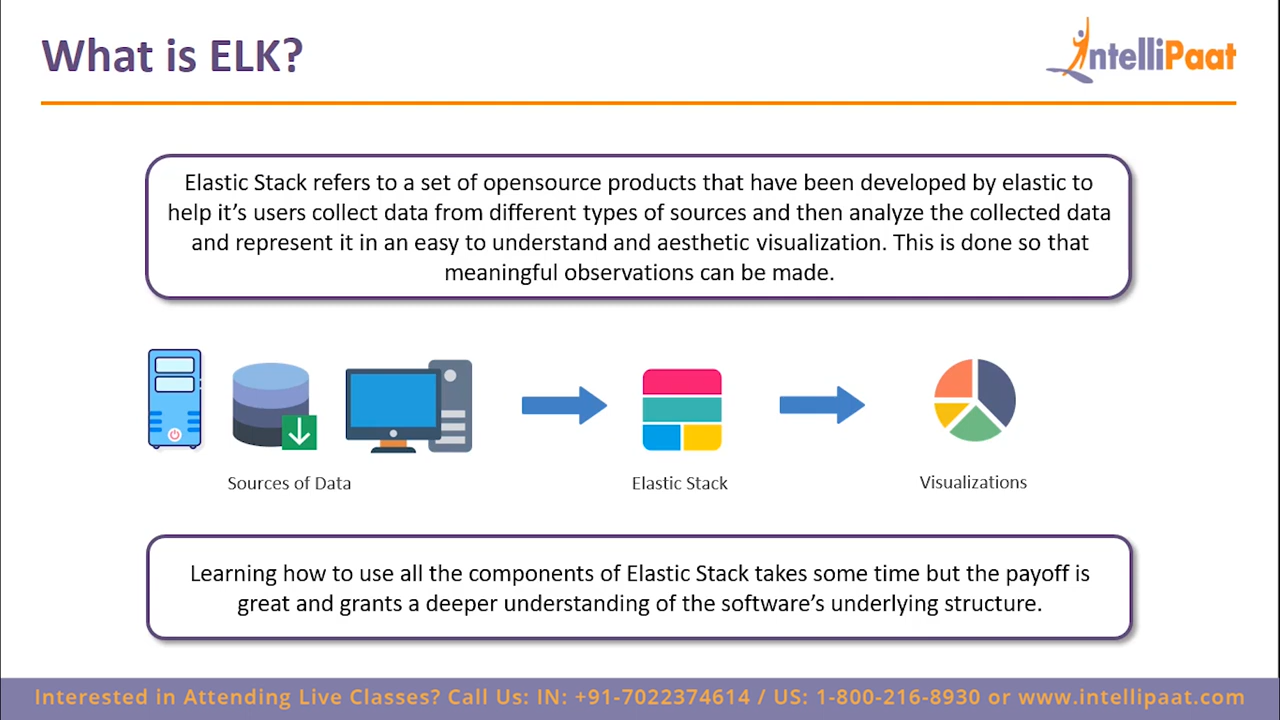 What is ELK?
IntelliPaat
Elastic Stack refers to a set of opensource products that have been developed by elastic to
help it’s users collect data from different types of sources and then analyze the collected data
and represent it in an easy to understand and aesthetic visualization. This is done so that
meaningful observations can be made.
Sources of Data
Elastic Stack
Visualizations
Learning how to use all the components of Elastic Stack takes some time but the payoff is
great and grants a deeper understanding of the software’s underlying structure.
Interested in Attending Live Classes? Call Us: IN: +91-7022374614 / US: 1-800-216-8930 or www.intellipaat.com